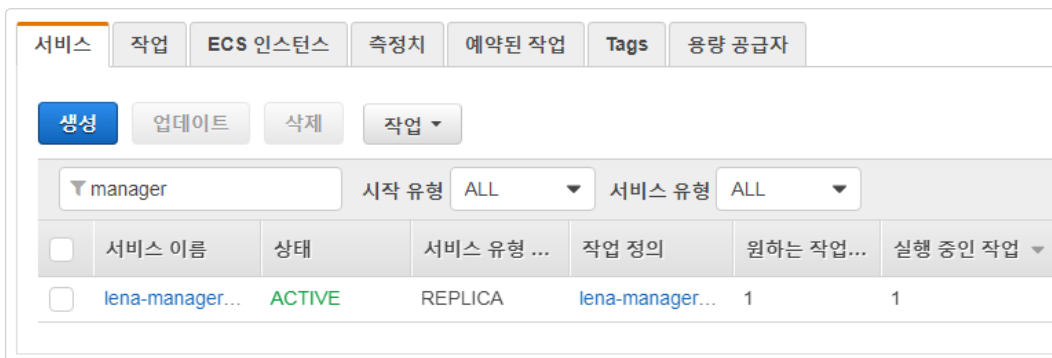 서비스 작업 ECS 인스턴스 측정치 예약된 작업 Tags 용량 공급자
생성 업데이트 삭제 작업
manager 시작 유형 ALL 서비스 유형 ALL
서비스 이름 상태 서비스 유형 ... 작업 정의 원하는 작업... 실행 중인 작업
lena-manager... ACTIVE REPLICA lena-manager... 1 1